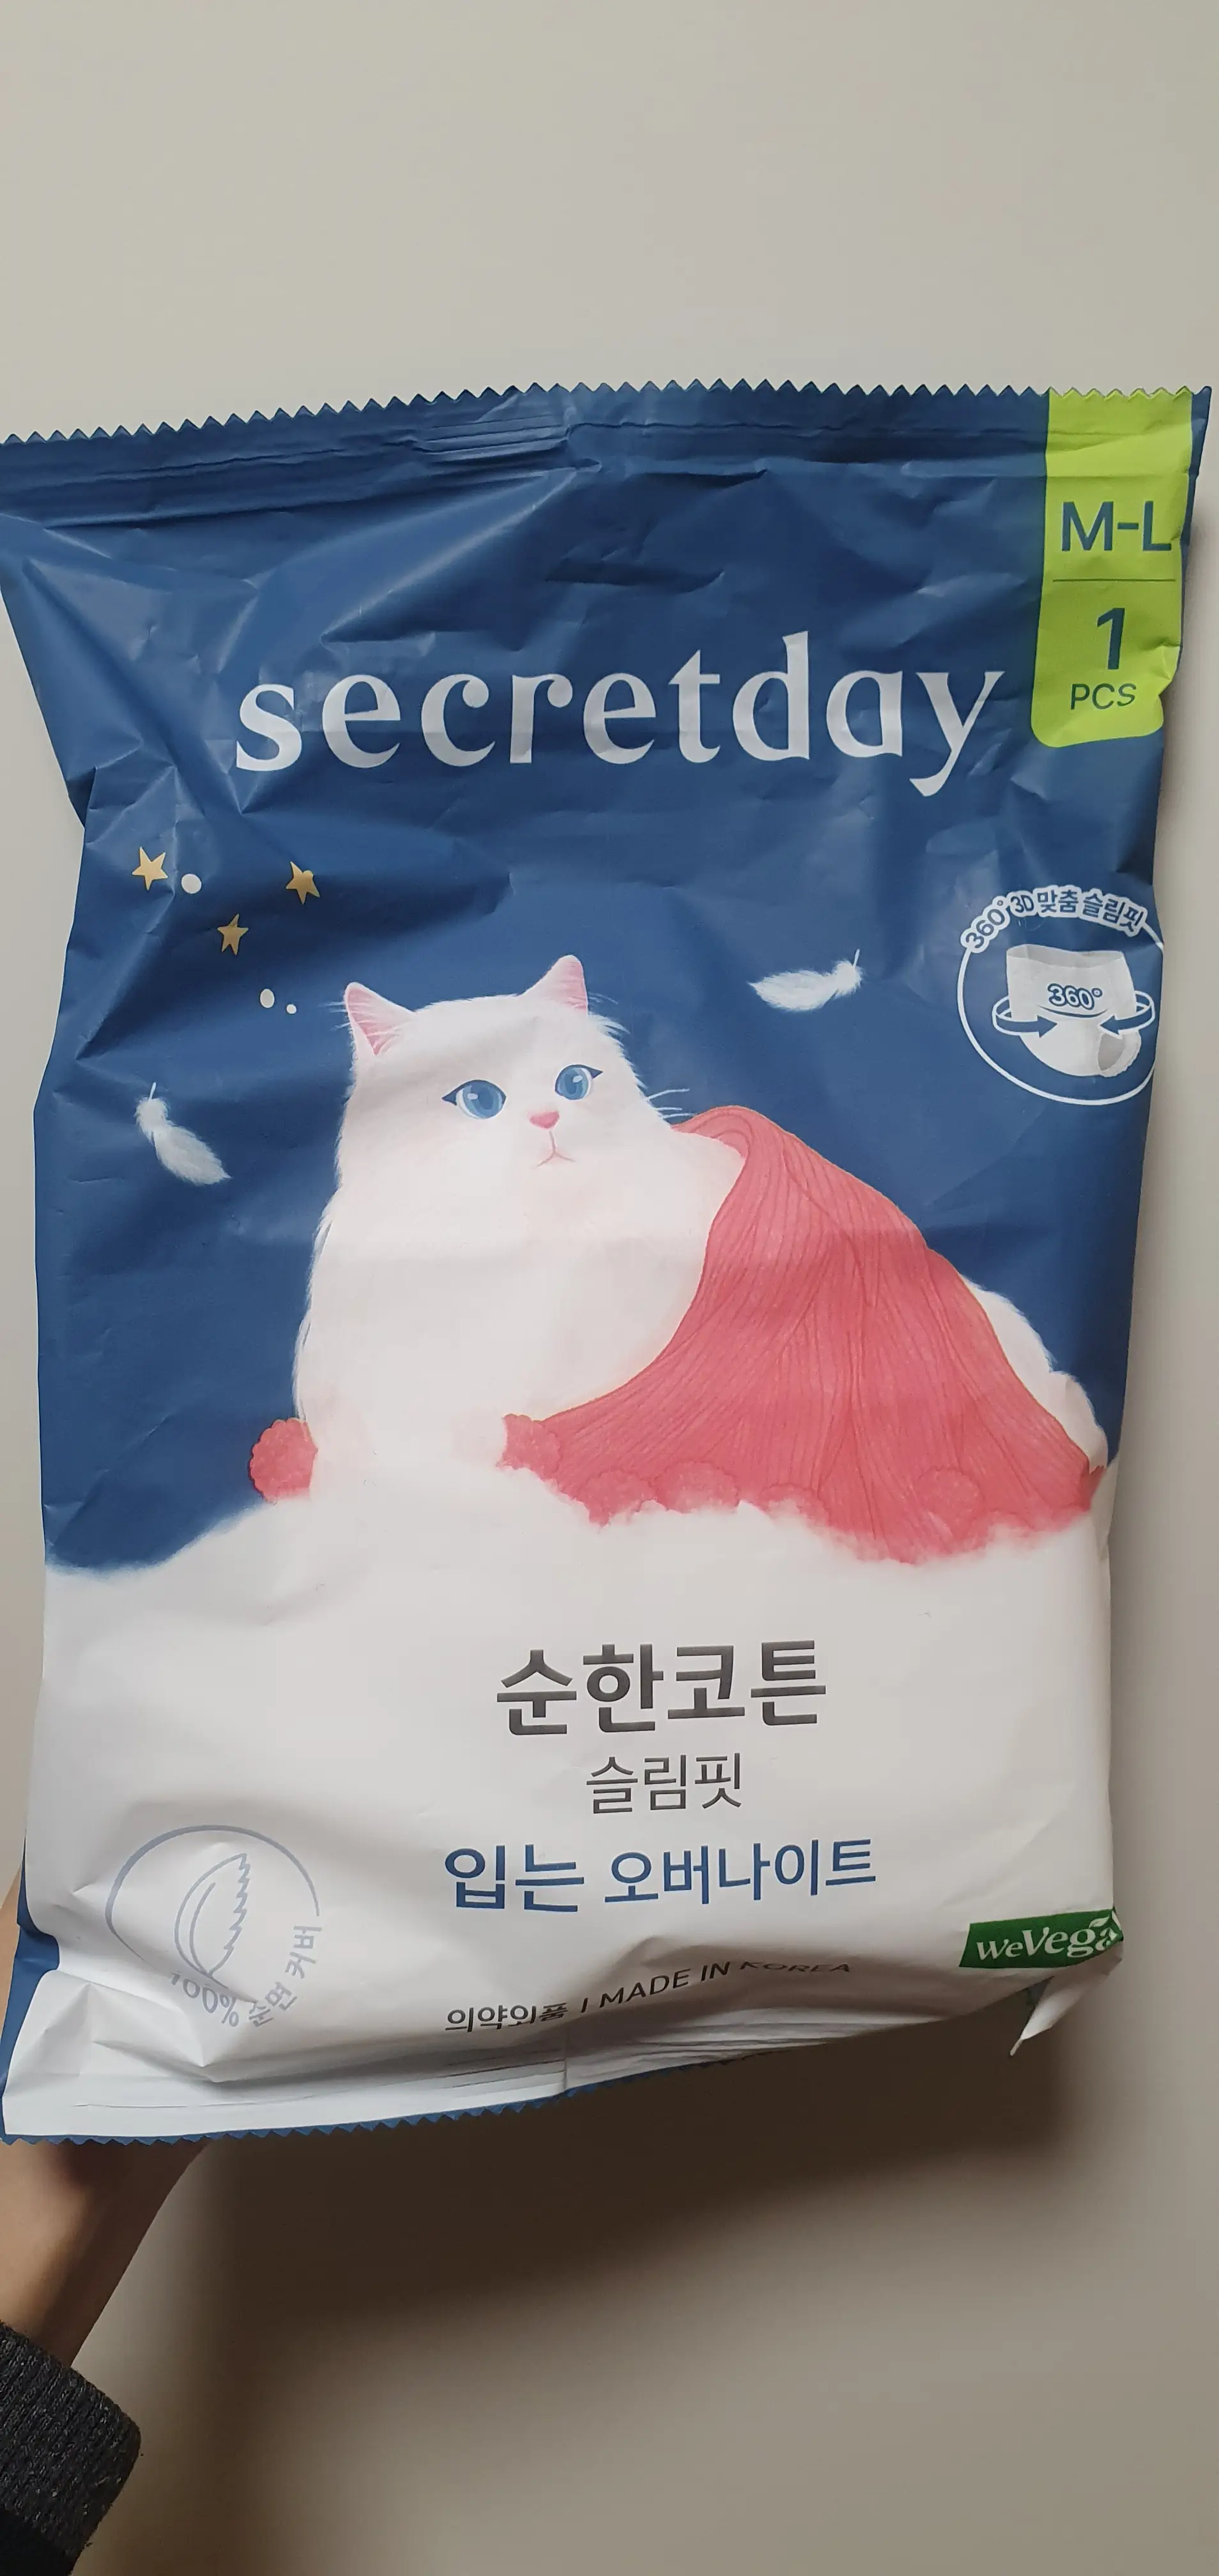 M-L
1
PCS
secretday
360° 3D 맞춤 슬림핏
360°
순한코튼
슬림핏
입는 오버나이트
100% 순면 커버
weVega
의약외품 I MADE IN KOREA